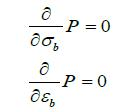 ∂/∂σ_b P = 0
∂/∂ε_b P = 0